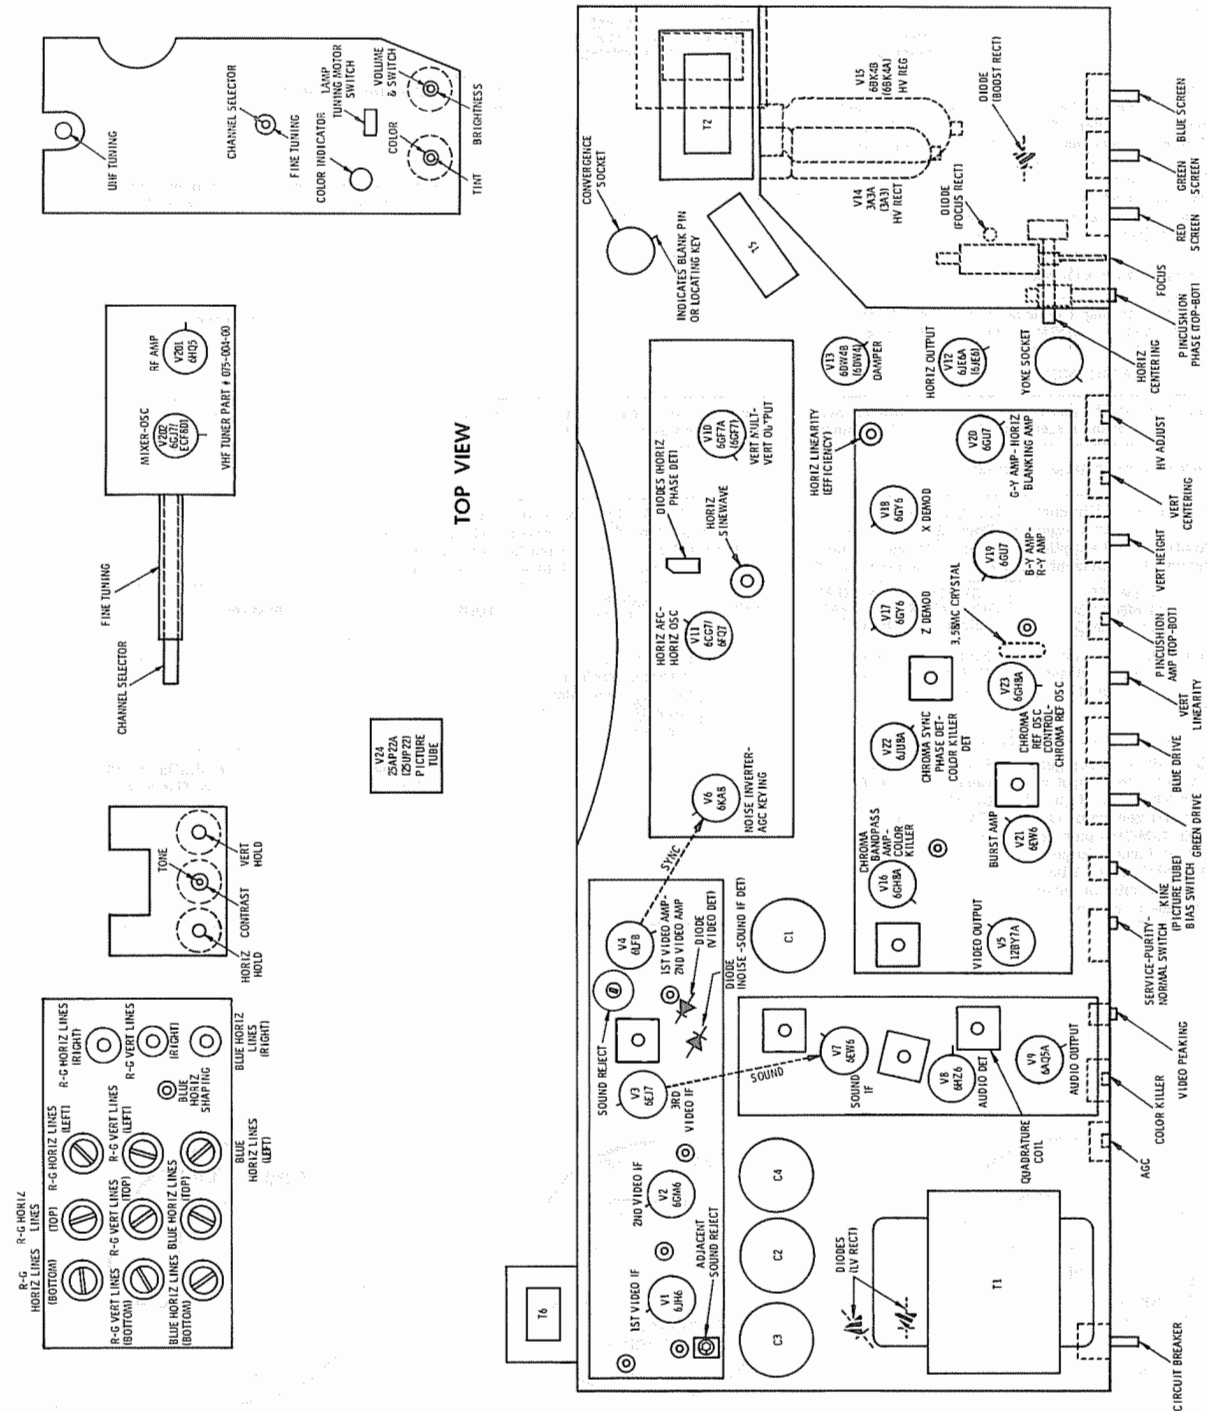 UHF TUNING
CHANNEL SELECTOR
FINE TUNING
COLOR INDICATOR
LAMP
TUNING MOTOR
SWITCH
VOLUME
& SWITCH
COLOR
BRIGHTNESS
TINT
RF AMP
V201
6HQ5
MIXER-OSC
V202
6GJ7/
ECF801
VHF TUNER PART # 075-004-00
FINE TUNING
CHANNEL SELECTOR
TOP VIEW
V24
25AP22A
(25UP22)
PICTURE
TUBE
TONE
VERT
HOLD
CONTRAST
HORIZ
HOLD
R-G HORIZ LINES
(RIGHT)
R-G VERT LINES
(RIGHT)
BLUE HORIZ
LINES
(RIGHT)
BLUE
HORIZ
SHAPING
R-G HORIZ LINES
(LEFT)
R-G VERT LINES
(LEFT)
BLUE
HORIZ LINES
(LEFT)
R-G HORIZ
LINES
(TOP)
R-G VERT LINES
(TOP)
BLUE HORIZ LINES
(TOP)
R-G
HORIZ LINES
(BOTTOM)
R-G VERT LINES
(BOTTOM)
BLUE HORIZ LINES
(BOTTOM)
T2
V15
6BK4B
(6BK4A)
HV REG
V14
3A3A
(3A3)
HV RECT
DIODE
(BOOST RECT)
DIODE
(FOCUS RECT)
CONVERGENCE
SOCKET
INDICATES BLANK PIN
OR LOCATING KEY
V13
6DW4B
(6DW4)
DAMPER
HORIZ OUTPUT
V12
6JE6A
(6JE6)
YOKE SOCKET
BLUE SCREEN
GREEN
SCREEN
RED
SCREEN
FOCUS
PINCUSHION
PHASE (TOP-BOT)
HORIZ
CENTERING
HV ADJUST
VERT
CENTERING
VERT HEIGHT
PINCUSHION
AMP (TOP-BOT)
VERT
LINEARITY
BLUE DRIVE
GREEN DRIVE
KINE
(PICTURE TUBE)
BIAS SWITCH
SERVICE-PURITY-
NORMAL SWITCH
VIDEO PEAKING
COLOR KILLER
AGC
CIRCUIT BREAKER
V10
6GF7A
(6GF7)
VERT MULT-
VERT OUTPUT
DIODES (HORIZ
PHASE DET)
HORIZ
SINEWAVE
HORIZ AFC-
HORIZ OSC
V11
6CG7/
6FQ7
V6
6KA8
NOISE INVERTER-
AGC KEYING
SYNC
HORIZ LINEARITY
(EFFICIENCY)
V20
6GU7
G-Y AMP-HORIZ
BLANKING AMP
V18
6GY6
X DEMOD
V19
6GU7
B-Y AMP-
R-Y AMP
V17
6GY6
Z DEMOD
3.58MC CRYSTAL
V23
6GH8A
CHROMA
REF OSC
CONTROL-
CHROMA REF OSC
V22
6JU8A
CHROMA SYNC
PHASE DET-
COLOR KILLER
DET
BURST AMP
V21
6EW6
CHROMA
BANDPASS
AMP-
COLOR
KILLER
V16
6GH8A
VIDEO OUTPUT
V5
12BY7A
V4
6LF8
1ST VIDEO AMP-
2ND VIDEO AMP
DIODE
(VIDEO DET)
DIODE
(NOISE-SOUND IF DET)
SOUND REJECT
V3
6EJ7
3RD
VIDEO IF
SOUND
2ND VIDEO IF
V2
6GM6
1ST VIDEO IF
V1
6JH6
ADJACENT
SOUND REJECT
T6
C1
V7
6EW6
SOUND
IF
V8
6HZ6
AUDIO DET
V9
6AQ5A
AUDIO OUTPUT
QUADRATURE
COIL
C4
C2
C3
DIODES
(LV RECT)
T1